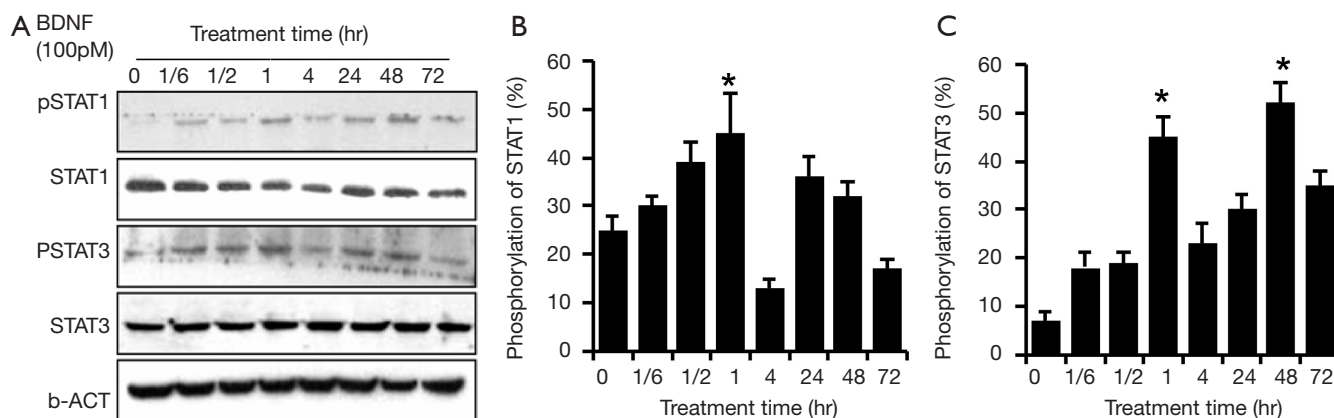 A
BDNF
(100pM)
Treatment time (hr)
0 1/6 1/2 1 4 24 48 72
pSTAT1
STAT1
PSTAT3
STAT3
b-ACT
B
Phosphorylation of STAT1 (%)
60
50
40
30
20
10
0
*
0 1/6 1/2 1 4 24 48 72
Treatment time (hr)
C
Phosphorylation of STAT3 (%)
60
50
40
30
20
10
0
*
*
0 1/6 1/2 1 4 24 48 72
Treatment time (hr)